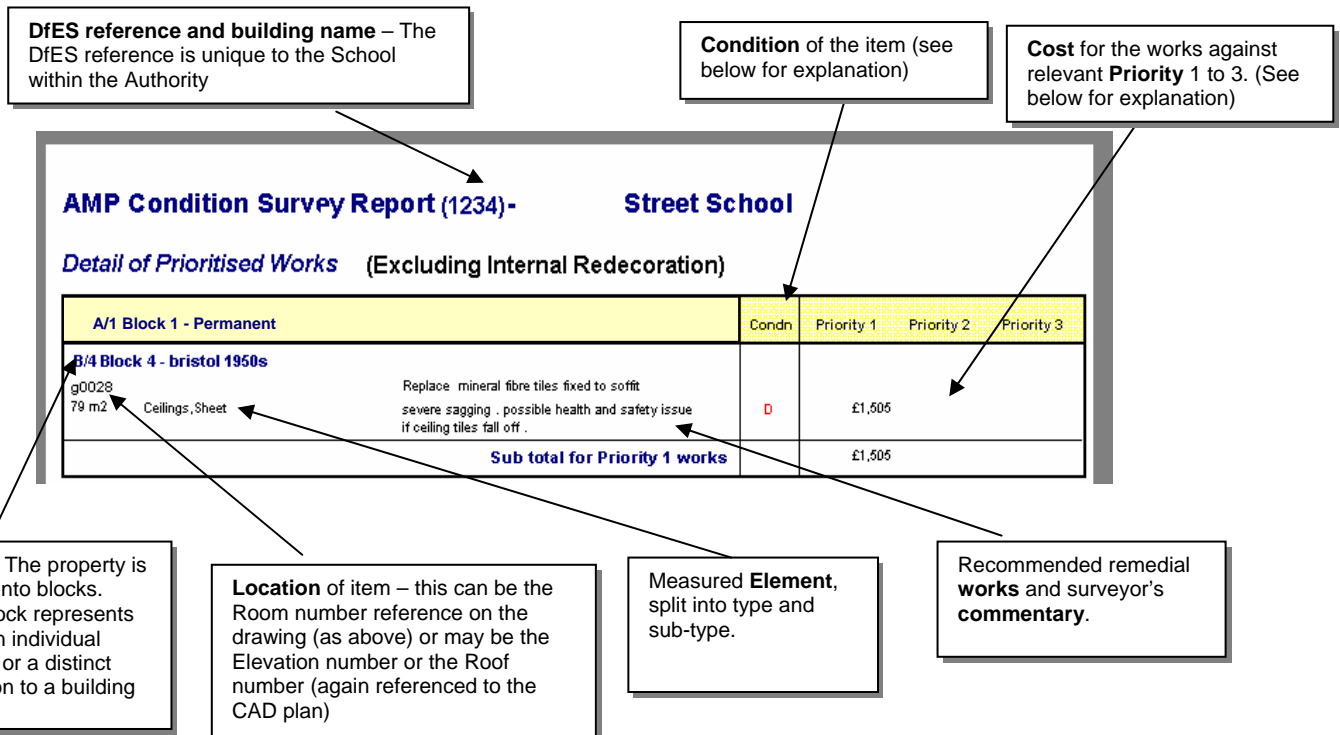 DfES reference and building name – The
DfES reference is unique to the School
within the Authority
Condition of the item (see
below for explanation)
Cost for the works against
relevant Priority 1 to 3. (See
below for explanation)
AMP Condition Survey Report (1234)- Street School
Detail of Prioritised Works (Excluding Internal Redecoration)
A/1 Block 1 - Permanent Condn Priority 1 Priority 2 Priority 3
B/4 Block 4 - bristol 1950s
g0028 Replace mineral fibre tiles fixed to soffit
79 m2 Ceilings,Sheet severe sagging . possible health and safety issue D £1,505
if ceiling tiles fall off .
Sub total for Priority 1 works £1,505
The property is
into blocks.
ock represents
n individual
or a distinct
on to a building
Location of item – this can be the
Room number reference on the
drawing (as above) or may be the
Elevation number or the Roof
number (again referenced to the
CAD plan)
Measured Element,
split into type and
sub-type.
Recommended remedial
works and surveyor's
commentary.